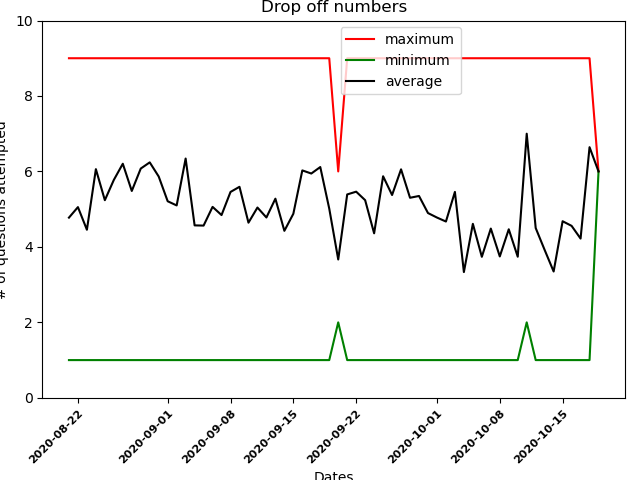 Drop off numbers
maximum
minimum
average
10
8
6
4
2
0
# of questions attempted
2020-08-22
2020-09-01
2020-09-08
2020-09-15
2020-09-22
2020-10-01
2020-10-08
2020-10-15
Dates